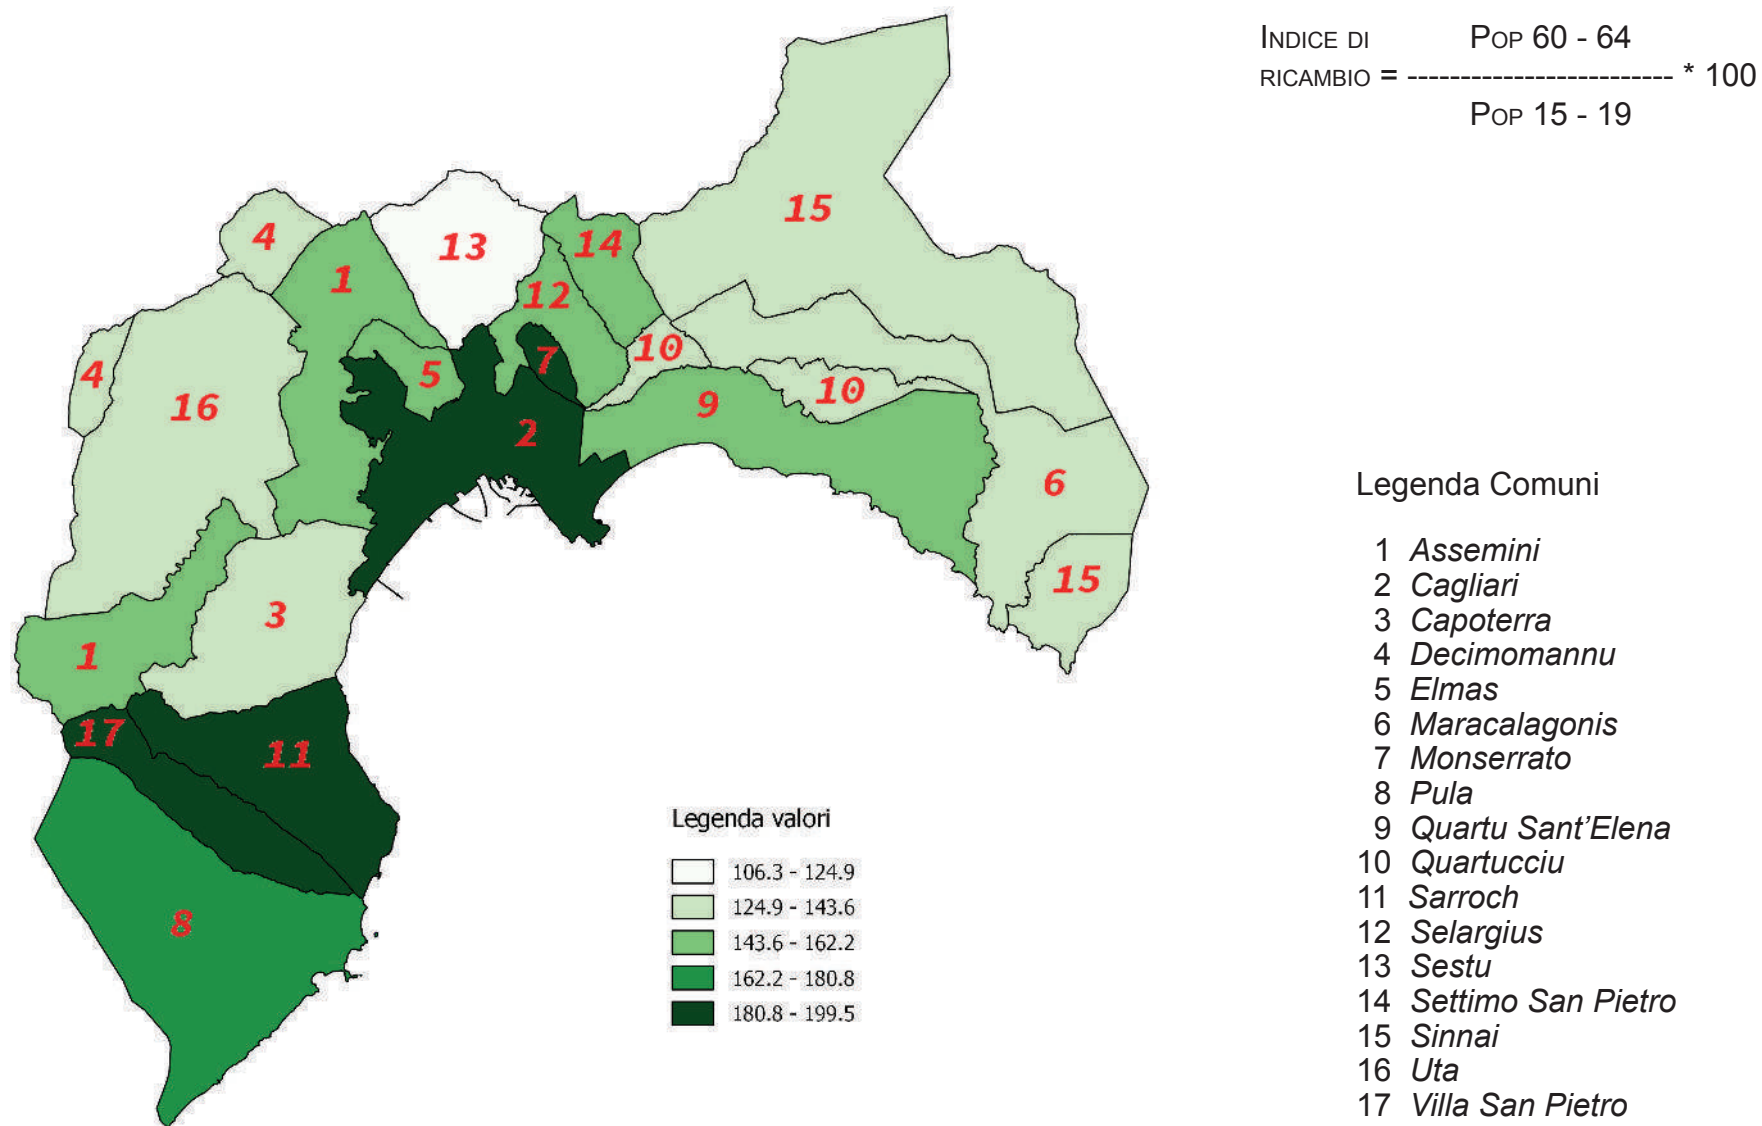 INDICE DI POP 60 - 64
RICAMBIO = ------------------------- * 100
POP 15 - 19
15
4
13
14
1
12
10
7
5
4
10
16
9
2
6
15
3
1
17
11
8
Legenda valori
106.3 - 124.9
124.9 - 143.6
143.6 - 162.2
162.2 - 180.8
180.8 - 199.5
Legenda Comuni
1 Assemini
2 Cagliari
3 Capoterra
4 Decimomannu
5 Elmas
6 Maracalagonis
7 Monserrato
8 Pula
9 Quartu Sant'Elena
10 Quartucciu
11 Sarroch
12 Selargius
13 Sestu
14 Settimo San Pietro
15 Sinnai
16 Uta
17 Villa San Pietro